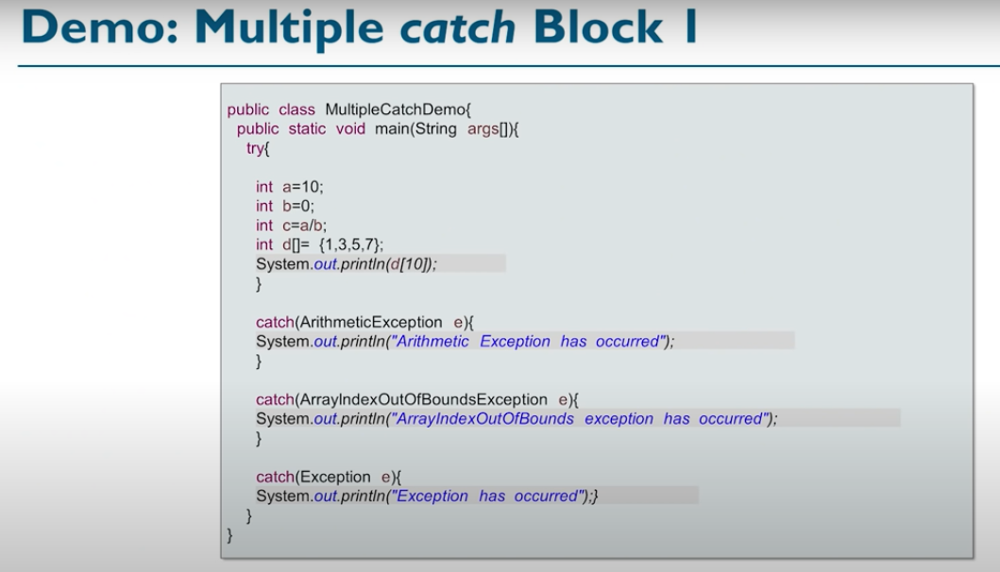 Demo: Multiple catch Block 1
public class MultipleCatchDemo{
public static void main(String args[]){
try{
int a=10;
int b=0;
int c=a/b;
int d[]= {1,3,5,7};
System.out.println(d[10]);
}
catch(ArithmeticException e){
System.out.println("Arithmetic Exception has occurred");
}
catch(ArrayIndexOutOfBoundsException e){
System.out.println("ArrayIndexOutOfBounds exception has occurred");
}
catch(Exception e){
System.out.println("Exception has occurred");}
}
}